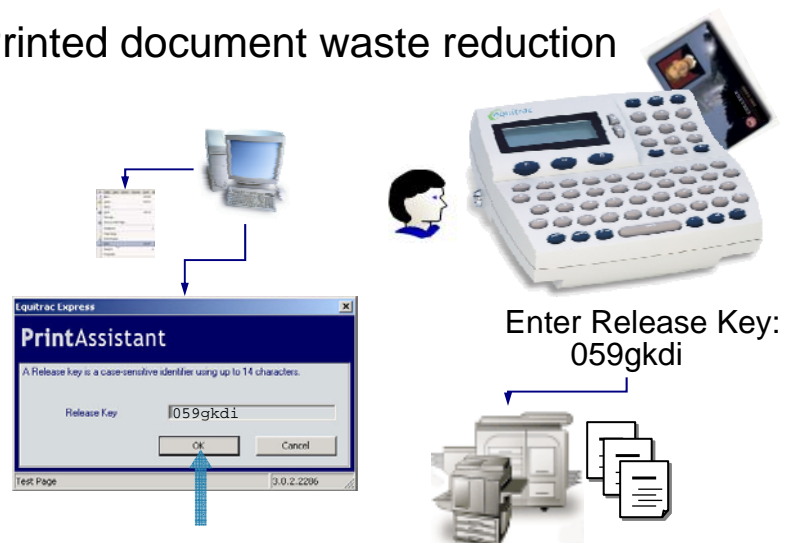 rinted document waste reduction
equitrac
Equitrac Express
PrintAssistant
A Release key is a case-sensitive identifier using up to 14 characters.
Release Key
059gkdi
OK
Cancel
Test Page
3.0.2.2206
Enter Release Key:
059gkdi